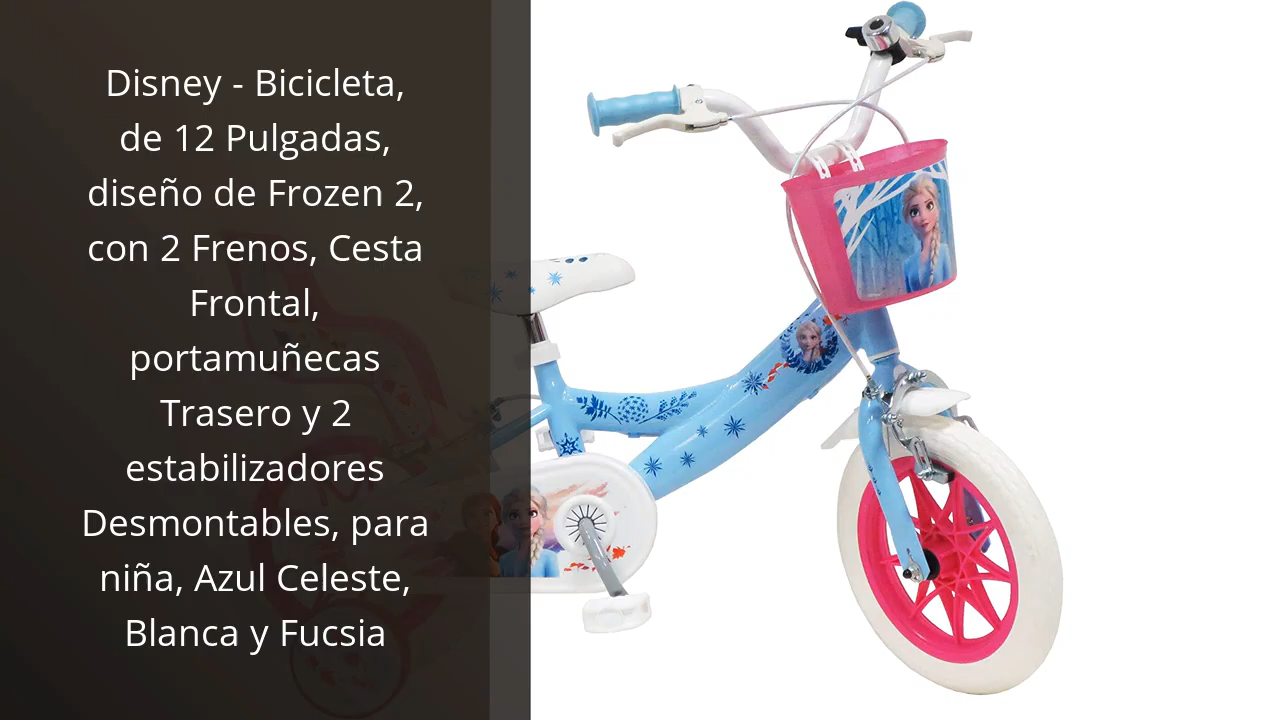 Disney - Bicicleta,
de 12 Pulgadas,
diseño de Frozen 2,
con 2 Frenos, Cesta
Frontal,
portamuñecas
Trasero y 2
estabilizadores
Desmontables, para
niña, Azul Celeste,
Blanca y Fucsia